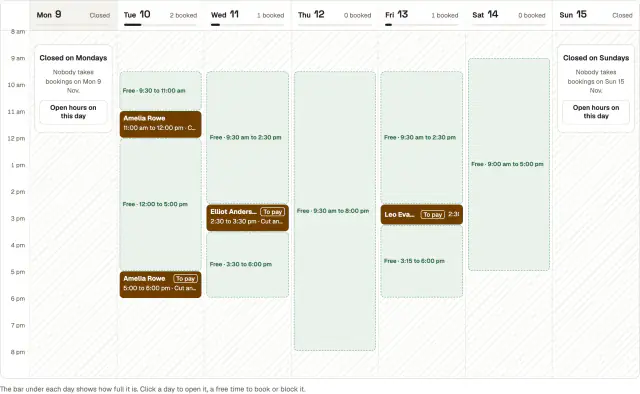 Mon 9 Closed
Tue 10 2 booked
Wed 11 1 booked
Thu 12 0 booked
Fri 13 1 booked
Sat 14 0 booked
Sun 15 Closed
8 am
9 am
10 am
11 am
12 pm
1 pm
2 pm
3 pm
4 pm
5 pm
6 pm
7 pm
8 pm
Closed on Mondays
Nobody takes
bookings on Mon 9
Nov.
Open hours on
this day
Free · 9:30 to 11:00 am
Amelia Rowe
11:00 am to 12:00 pm · C...
Free · 12:00 to 5:00 pm
Amelia Rowe To pay
5:00 to 6:00 pm · Cut an...
Free · 9:30 am to 2:30 pm
Elliot Anders... To pay
2:30 to 3:30 pm · Cut an...
Free · 3:30 to 6:00 pm
Free · 9:30 am to 8:00 pm
Free · 9:30 am to 2:30 pm
Leo Eva... To pay
Free · 3:15 to 6:00 pm
Free · 9:00 am to 5:00 pm
Closed on Sundays
Nobody takes
bookings on Sun 15
Nov.
Open hours on
this day
The bar under each day shows how full it is. Click a day to open it, a free time to book or block it.